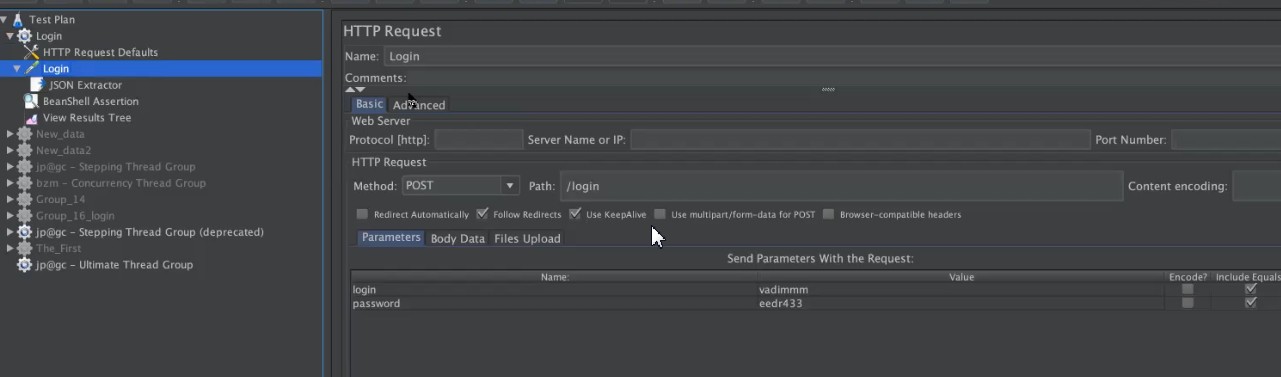 Test Plan
Login
HTTP Request Defaults
Login
JSON Extractor
BeanShell Assertion
View Results Tree
New_data
New_data2
jp@gc - Stepping Thread Group
bzm - Concurrency Thread Group
Group_14
Group_16_login
jp@gc - Stepping Thread Group (deprecated)
The_First
jp@gc - Ultimate Thread Group
HTTP Request
Name: Login
Comments:
Basic Advanced
Web Server
Protocol [http]: Server Name or IP: Port Number:
HTTP Request
Method: POST Path: /login Content encoding:
Redirect Automatically Follow Redirects Use KeepAlive Use multipart/form-data for POST Browser-compatible headers
Parameters Body Data Files Upload
Send Parameters With the Request:
Name: Value Encode? Include Equals
login vadimmm
password eedr433